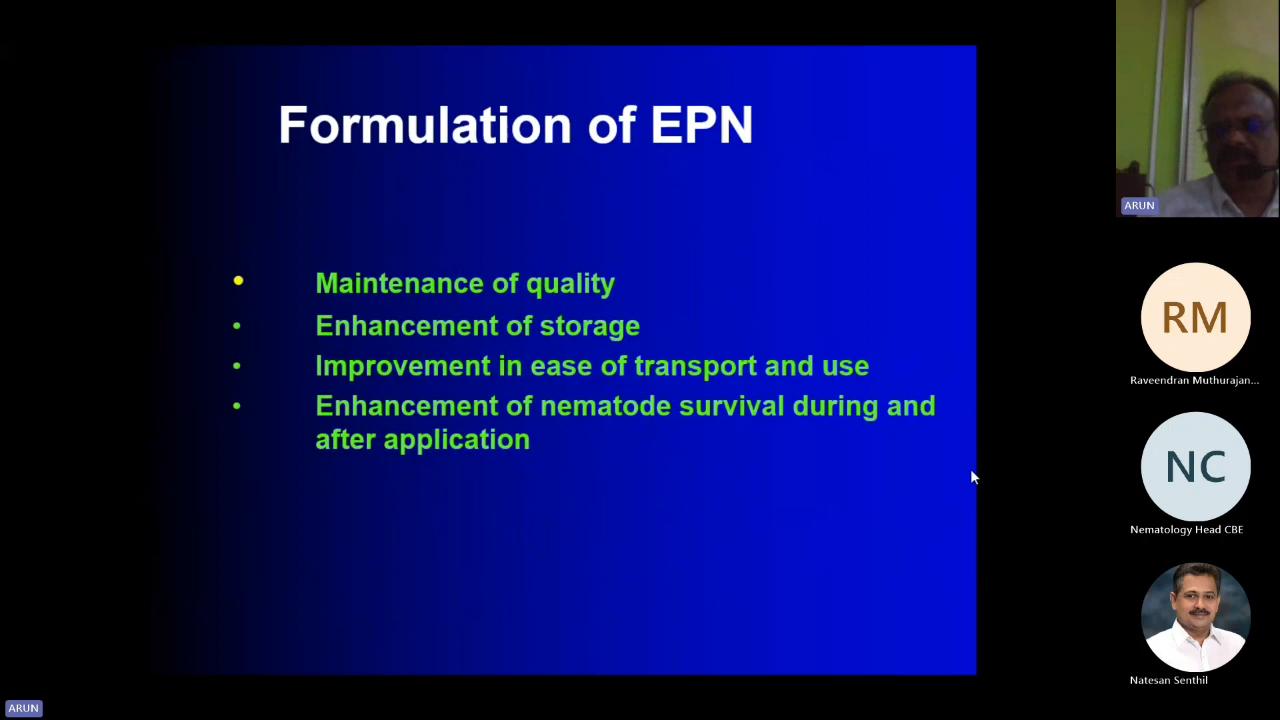 Formulation of EPN
• Maintenance of quality
• Enhancement of storage
• Improvement in ease of transport and use
• Enhancement of nematode survival during and
after application
ARUN
RM
Raveendran Muthurajan...
NC
Nematology Head CBE
Natesan Senthil
ARUN